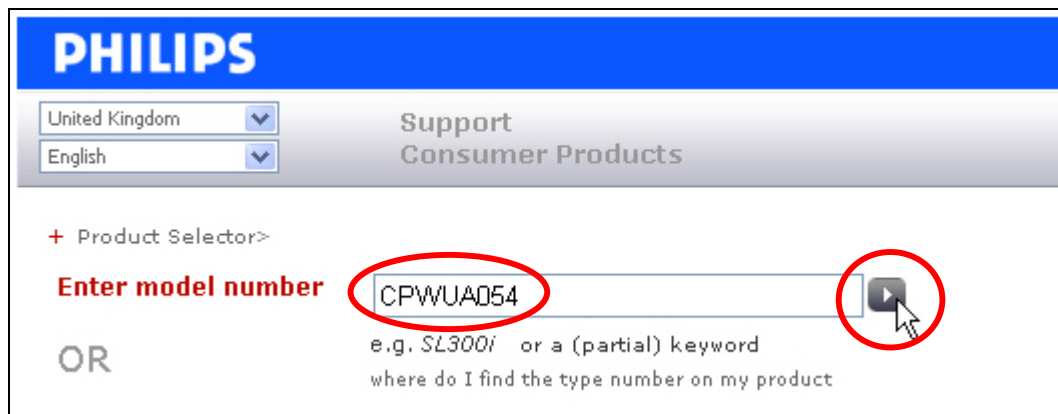 PHILIPS
United Kingdom
English
Support
Consumer Products
+ Product Selector>
Enter model number
CPWUA054
OR
e.g. SL300i or a (partial) keyword
where do I find the type number on my product